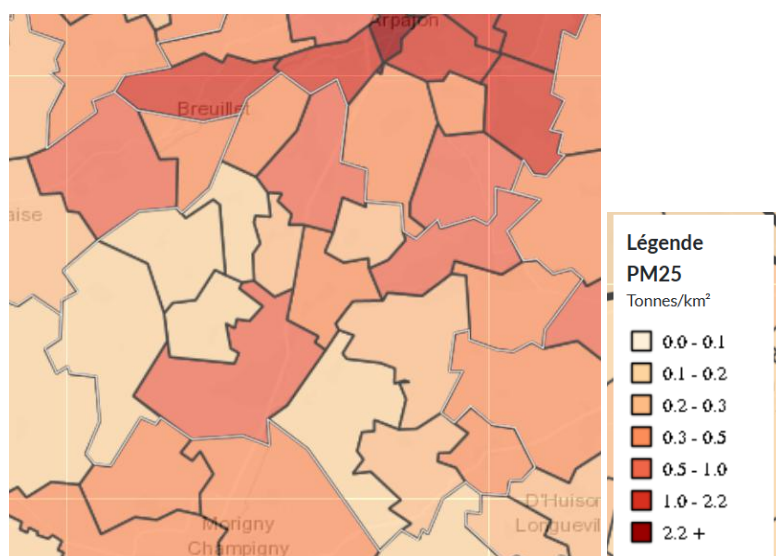 Arpajon
Breuillet
aise
Morigny
Champigny
D'Huison
Longuevil
Légende
PM25
Tonnes/km²
0.0 - 0.1
0.1 - 0.2
0.2 - 0.3
0.3 - 0.5
0.5 - 1.0
1.0 - 2.2
2.2 +